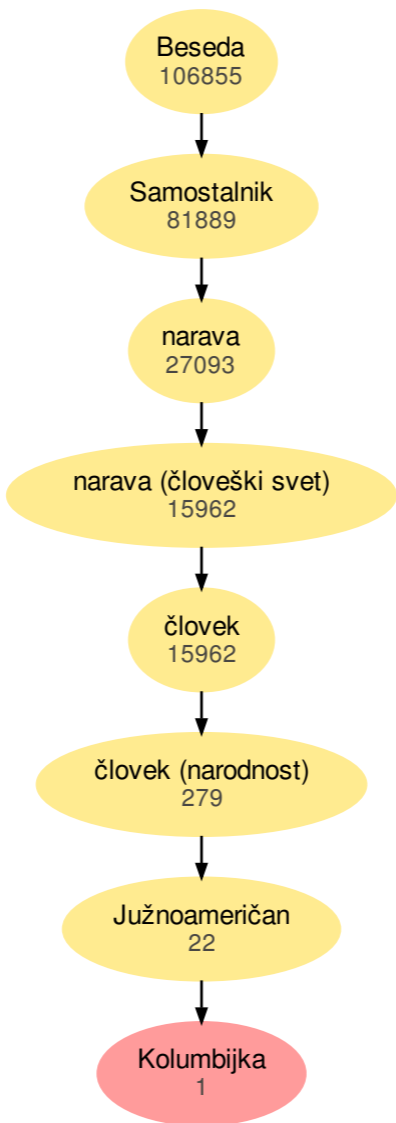 Beseda
106855
Samostalnik
81889
narava
27093
narava (človeški svet)
15962
človek
15962
človek (narodnost)
279
Južnoameričan
22
Kolumbijka
1